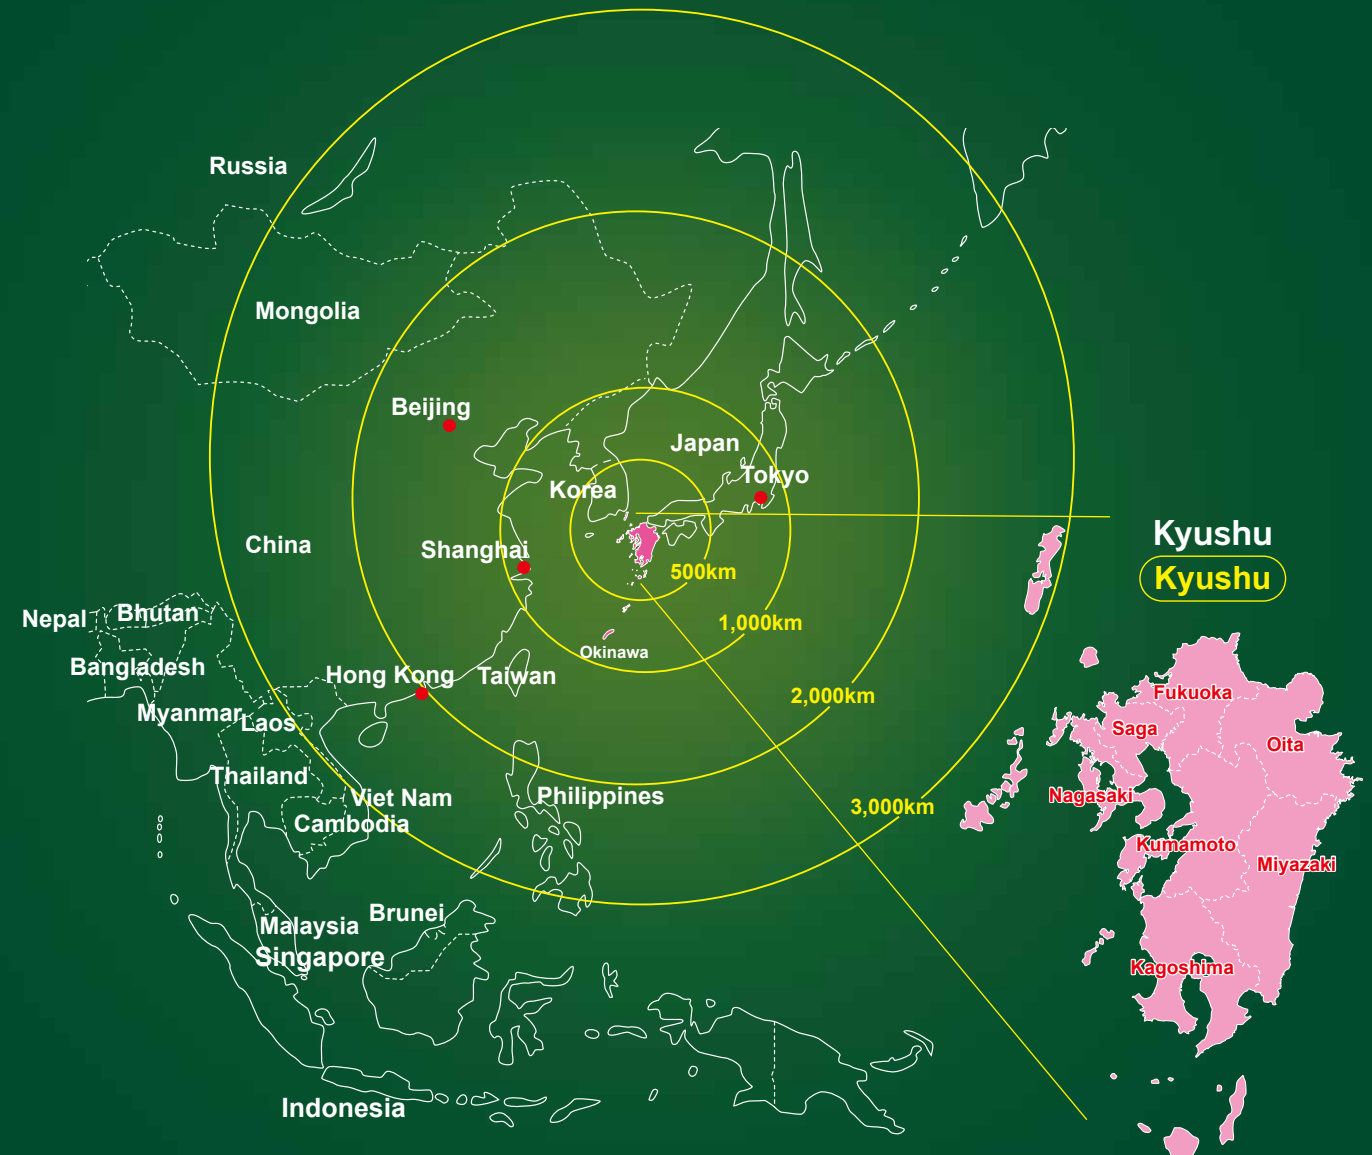 Russia
Mongolia
Beijing
Japan
Tokyo
Korea
Kyushu
China
Shanghai
500km
Kyushu
Nepal
Bhutan
1,000km
Okinawa
Bangladesh
Hong Kong
Taiwan
2,000km
Fukuoka
Myanmar
Laos
Saga
Oita
Thailand
Viet Nam
Philippines
Nagasaki
3,000km
Cambodia
Kumamoto
Miyazaki
Brunei
Malaysia
Singapore
Kagoshima
Indonesia